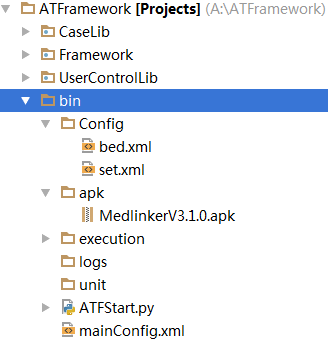 ATFramework [Projects] (A:\ATFramework)
CaseLib
Framework
UserControlLib
bin
Config
bed.xml
set.xml
apk
MedlinkerV3.1.0.apk
execution
logs
unit
ATFStart.py
mainConfig.xml